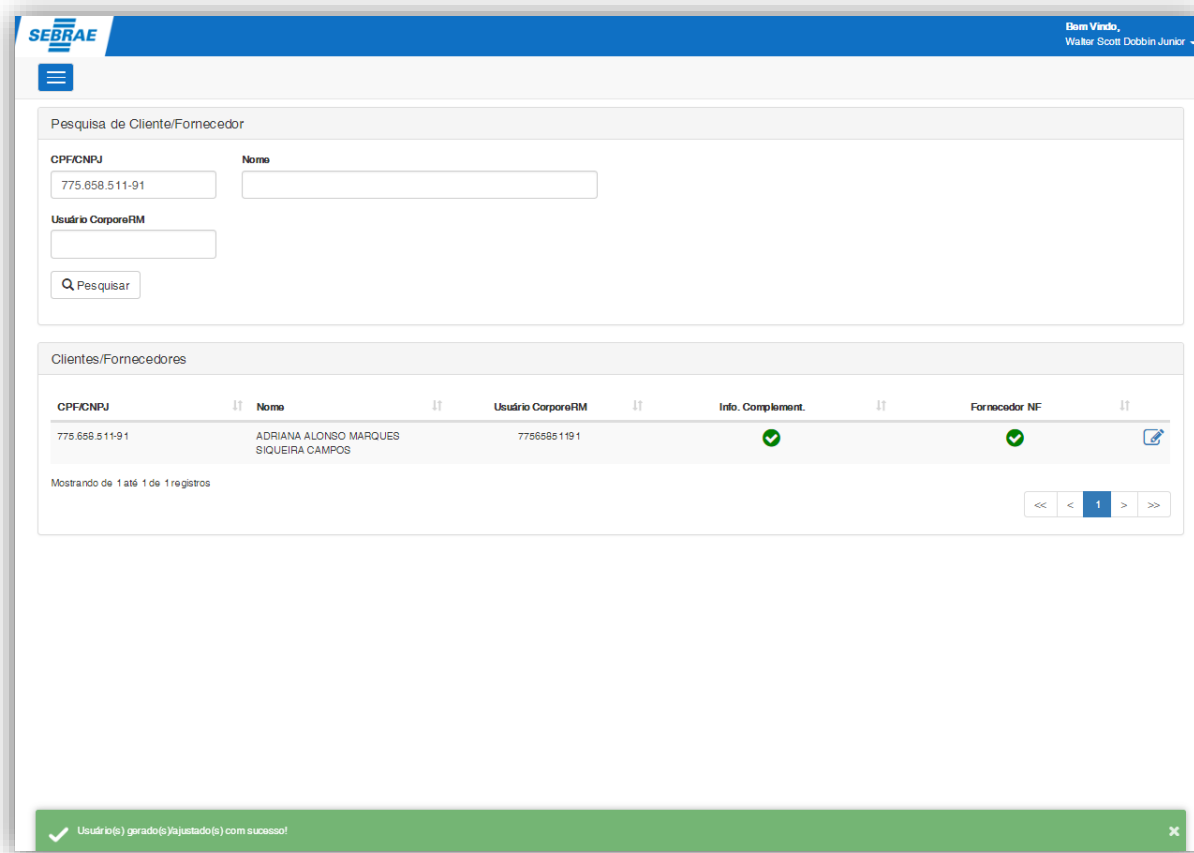 SEBRAE
Bem Vindo,
Walter Scott Dobbin Junior
Pesquisa de Cliente/Fornecedor
CPF/CNPJ Nome
775.658.511-91
Usuário CorporeRM
Pesquisar
Clientes/Fornecedores
CPF/CNPJ Nome Usuário CorporeRM Info. Complement. Fornecedor NF
775.658.511-91 ADRIANA ALONSO MARQUES 77565851191
SIQUEIRA CAMPOS
Mostrando de 1 até 1 de 1 registros
<< < 1 > >>
Usuário(s) gerado(s)/ajustado(s) com sucesso!